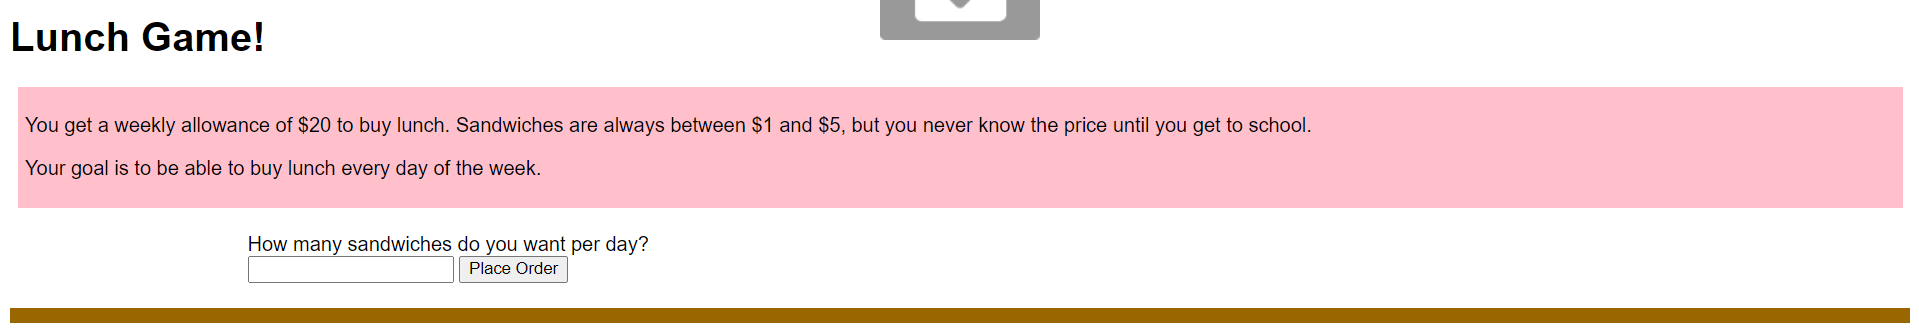 Lunch Game!
You get a weekly allowance of $20 to buy lunch. Sandwiches are always between $1 and $5, but you never know the price until you get to school.
Your goal is to be able to buy lunch every day of the week.
How many sandwiches do you want per day?
Place Order